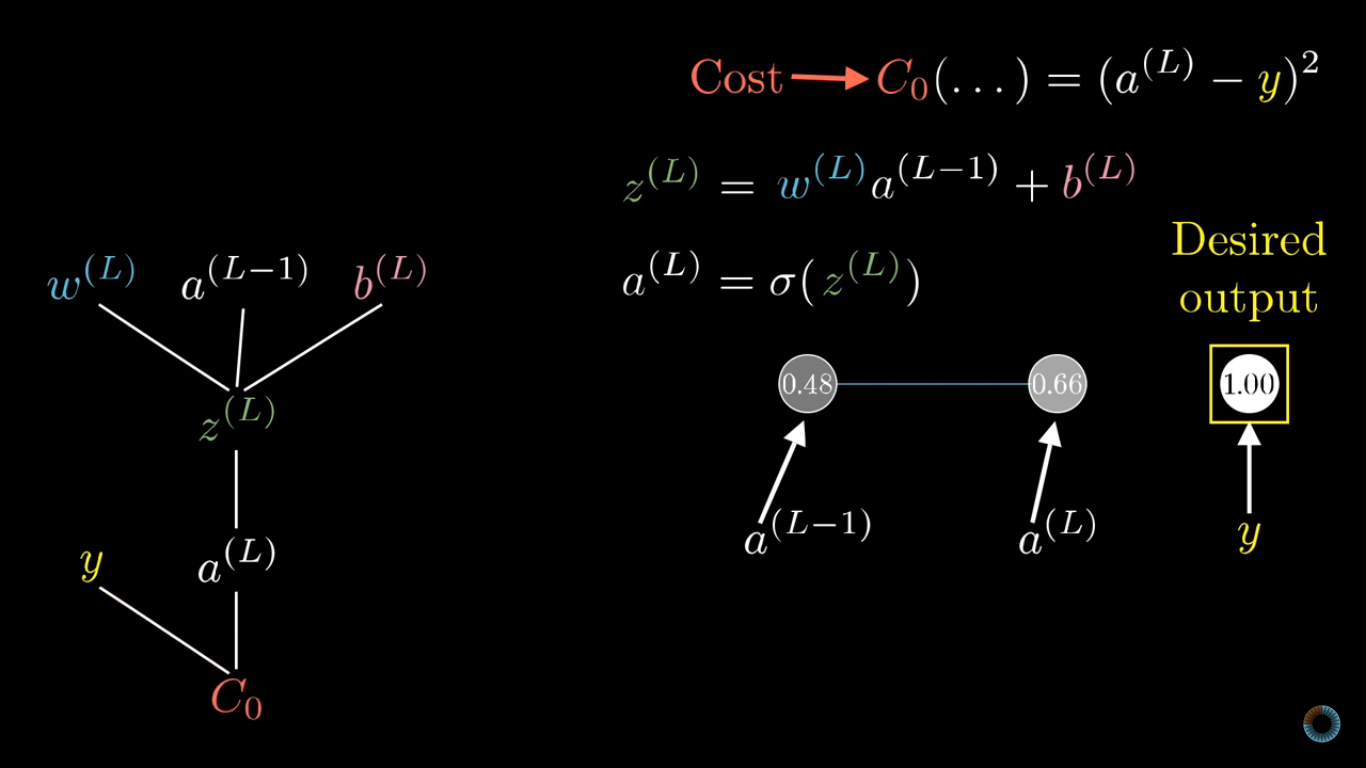 Cost → C₀(...) = (a⁽ᴸ⁾ − y)²
z⁽ᴸ⁾ = w⁽ᴸ⁾a⁽ᴸ⁻¹⁾ + b⁽ᴸ⁾
a⁽ᴸ⁾ = σ(z⁽ᴸ⁾)
Desired
output
0.48 0.66 1.00
a⁽ᴸ⁻¹⁾ a⁽ᴸ⁾ y
w⁽ᴸ⁾ a⁽ᴸ⁻¹⁾ b⁽ᴸ⁾
z⁽ᴸ⁾
y a⁽ᴸ⁾
C₀